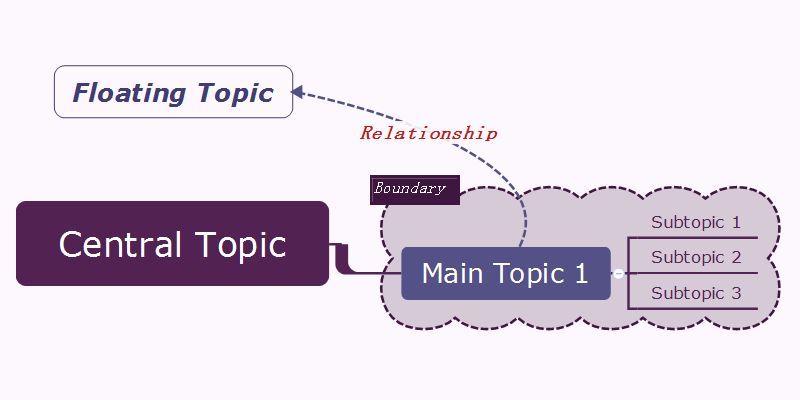 Floating Topic
Relationship
Boundary
Central Topic
Main Topic 1
Subtopic 1
Subtopic 2
Subtopic 3